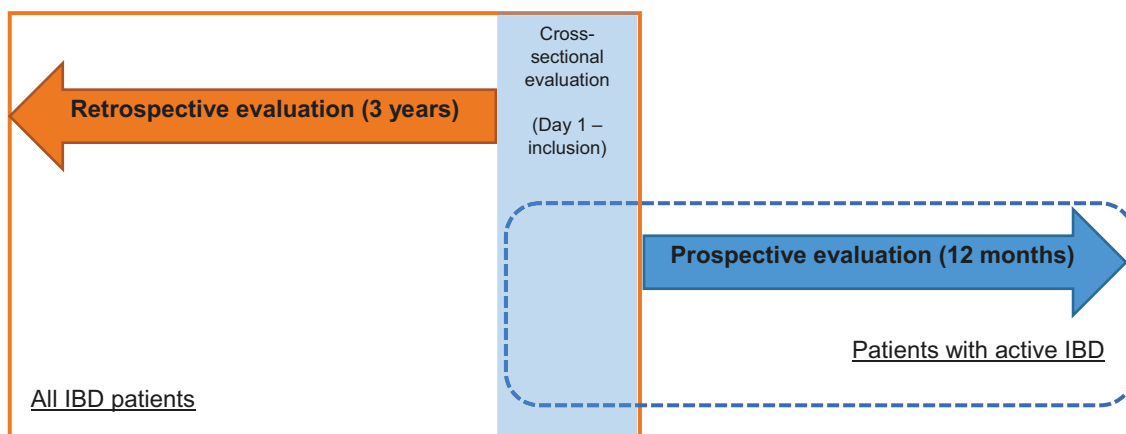 Cross-
sectional
evaluation
(Day 1 –
inclusion)
Retrospective evaluation (3 years)
Prospective evaluation (12 months)
Patients with active IBD
All IBD patients